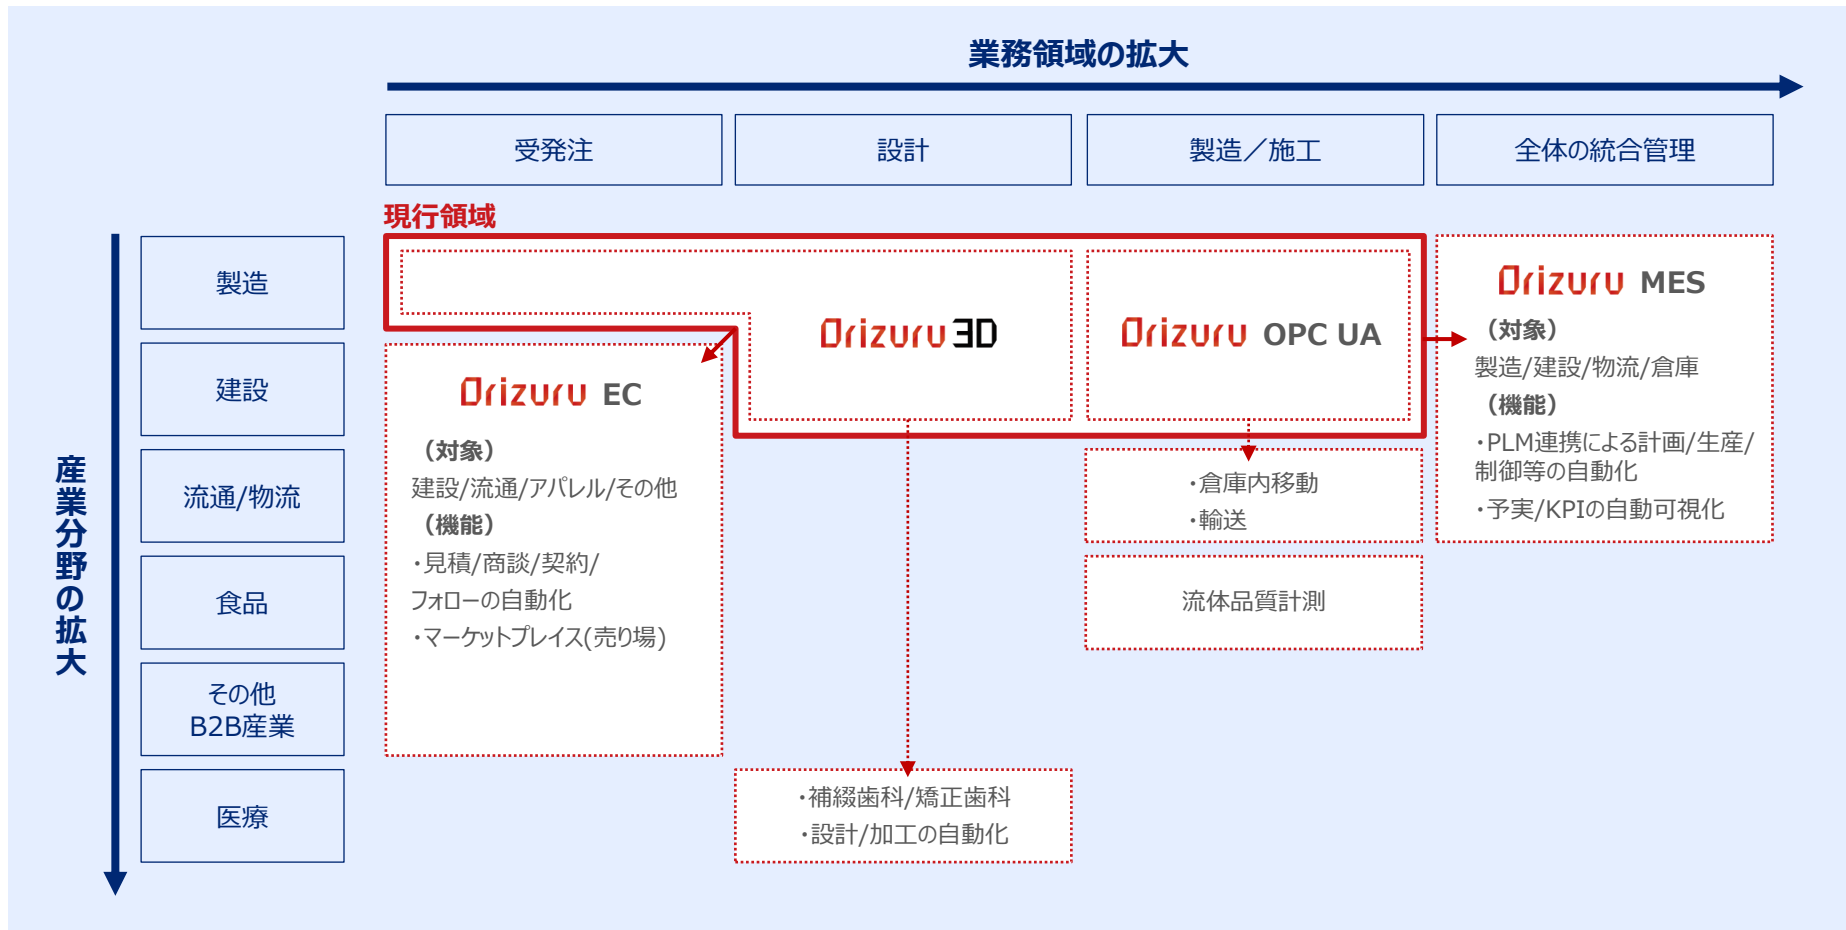 業務領域の拡大
受発注
設計
製造／施工
全体の統合管理
産業分野の拡大
製造
建設
流通/物流
食品
その他
B2B産業
医療
現行領域
Orizuru 3D
Orizuru OPC UA
Orizuru EC
（対象）
建設/流通/アパレル/その他
（機能）
・見積/商談/契約/
フォローの自動化
・マーケットプレイス(売り場)
Orizuru MES
（対象）
製造/建設/物流/倉庫
（機能）
・PLM連携による計画/生産/
制御等の自動化
・予実/KPIの自動可視化
・倉庫内移動
・輸送
流体品質計測
・補綴歯科/矯正歯科
・設計/加工の自動化